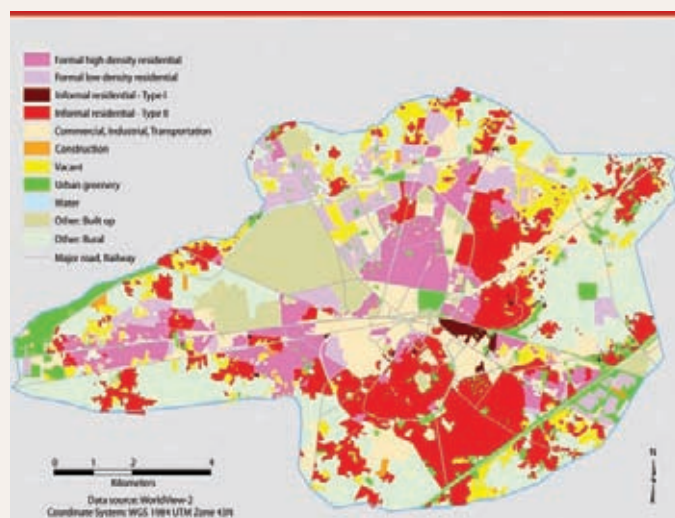 Formal high density residential
Formal low density residential
Informal residential - Type I
Informal residential - Type II
Commercial, Industrial, Transportation
Construction
Vacant
Urban greenery
Water
Other: Built up
Other: Rural
Major road, Railway
N
0 1 2 4
Kilometers
Data source: WorldView-2
Coordinate System: WGS 1984 UTM Zone 43N